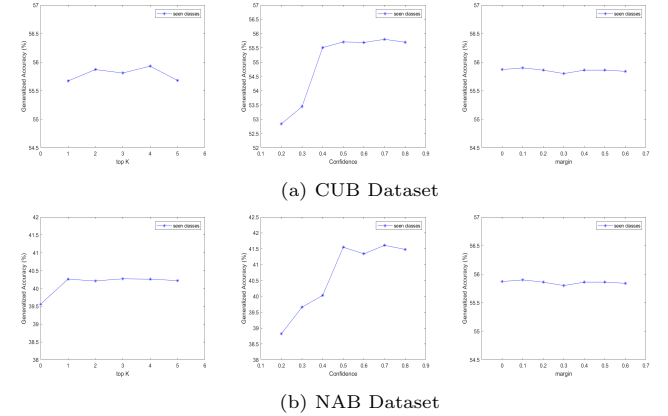 57
56.5
56
55.5
55
54.5
0 1 2 3 4 5 6
top K
Generalized Accuracy (%)
seen classes
57
56.5
56
55.5
55
54.5
54
53.5
53
52.5
52
0.1 0.2 0.3 0.4 0.5 0.6 0.7 0.8 0.9
Confidence
Generalized Accuracy (%)
seen classes
57
56.5
56
55.5
55
54.5
0 0.1 0.2 0.3 0.4 0.5 0.6 0.7
margin
Generalized Accuracy (%)
seen classes
(a) CUB Dataset
42
41.5
41
40.5
40
39.5
39
38.5
38
0 1 2 3 4 5 6
top K
Generalized Accuracy (%)
seen classes
42.5
42
41.5
41
40.5
40
39.5
39
38.5
38
0.1 0.2 0.3 0.4 0.5 0.6 0.7 0.8 0.9
Confidence
Generalized Accuracy (%)
seen classes
57
56.5
56
55.5
55
54.5
0 0.1 0.2 0.3 0.4 0.5 0.6 0.7
margin
Generalized Accuracy (%)
seen classes
(b) NAB Dataset